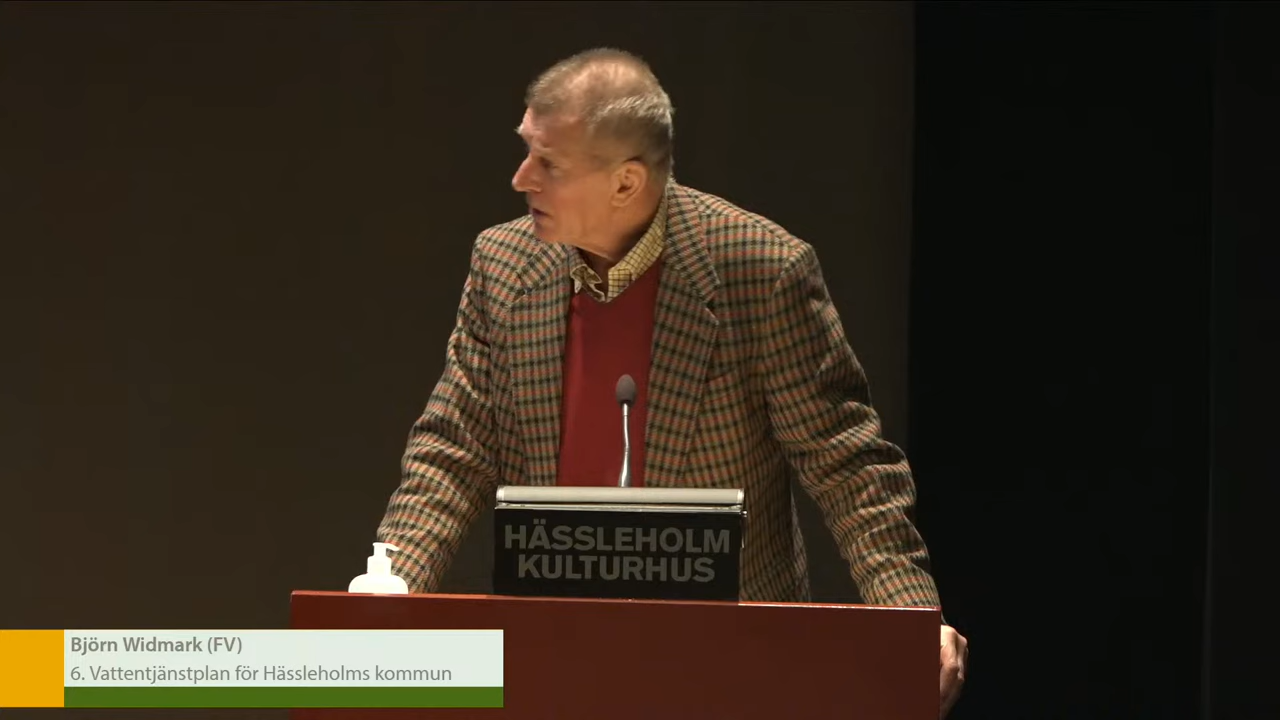 HÄSSLEHOLM
KULTURHUS
Björn Widmark (FV)
6. Vattentjänstplan för Hässleholms kommun